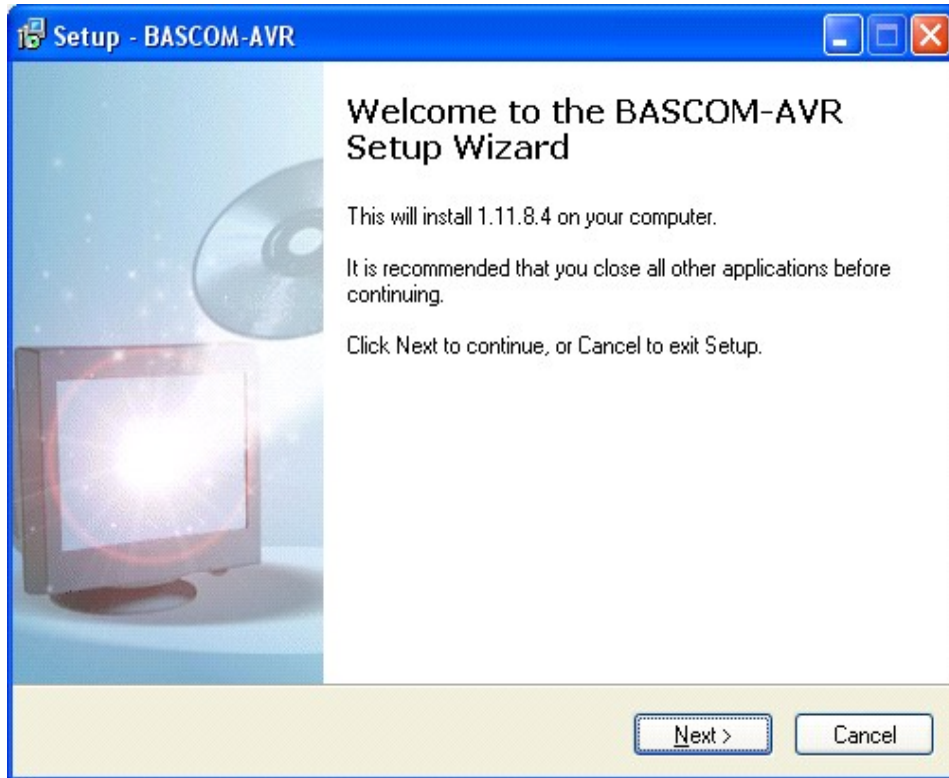 Setup - BASCOM-AVR
Welcome to the BASCOM-AVR
Setup Wizard
This will install 1.11.8.4 on your computer.
It is recommended that you close all other applications before
continuing.
Click Next to continue, or Cancel to exit Setup.
Next >
Cancel